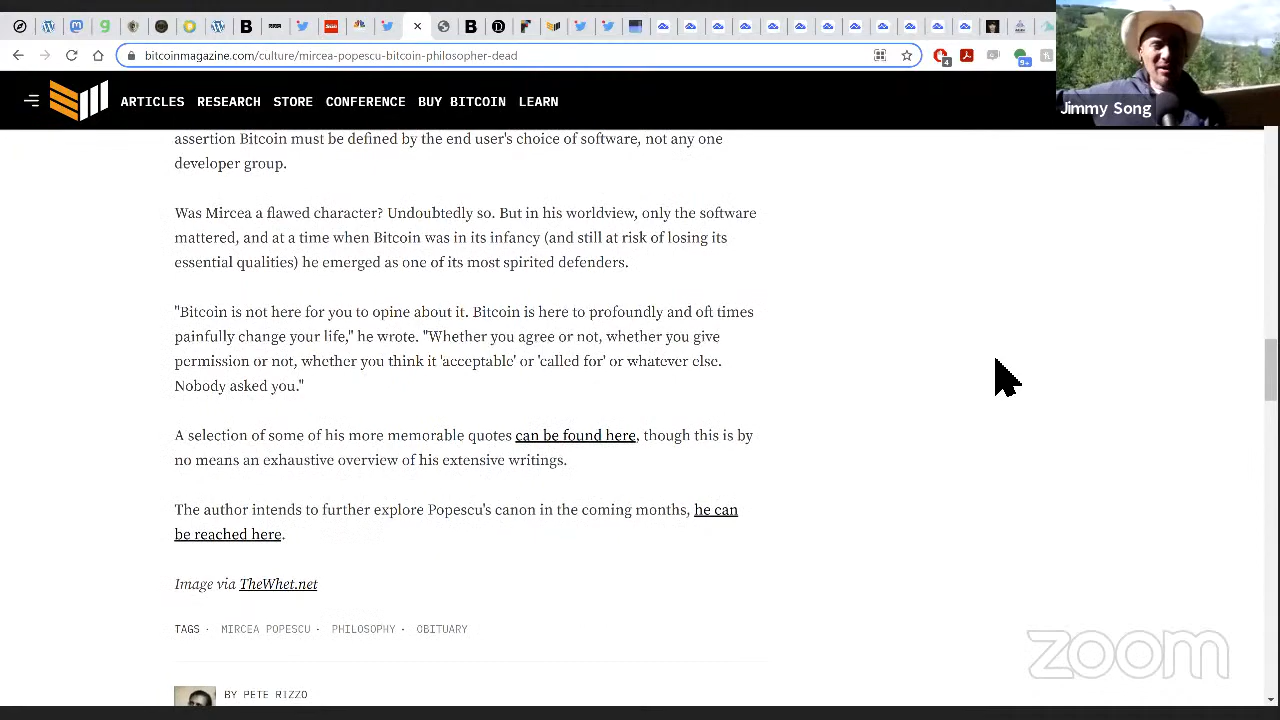 bitcoinmagazine.com/culture/mircea-popescu-bitcoin-philosopher-dead
4
9+
ARTICLES RESEARCH STORE CONFERENCE BUY BITCOIN LEARN
Jimmy Song
assertion Bitcoin must be defined by the end user's choice of software, not any one
developer group.
Was Mircea a flawed character? Undoubtedly so. But in his worldview, only the software
mattered, and at a time when Bitcoin was in its infancy (and still at risk of losing its
essential qualities) he emerged as one of its most spirited defenders.
"Bitcoin is not here for you to opine about it. Bitcoin is here to profoundly and oft times
painfully change your life," he wrote. "Whether you agree or not, whether you give
permission or not, whether you think it 'acceptable' or 'called for' or whatever else.
Nobody asked you."
A selection of some of his more memorable quotes can be found here, though this is by
no means an exhaustive overview of his extensive writings.
The author intends to further explore Popescu's canon in the coming months, he can
be reached here.
Image via TheWhet.net
TAGS · MIRCEA POPESCU · PHILOSOPHY · OBITUARY
zoom
BY PETE RIZZO